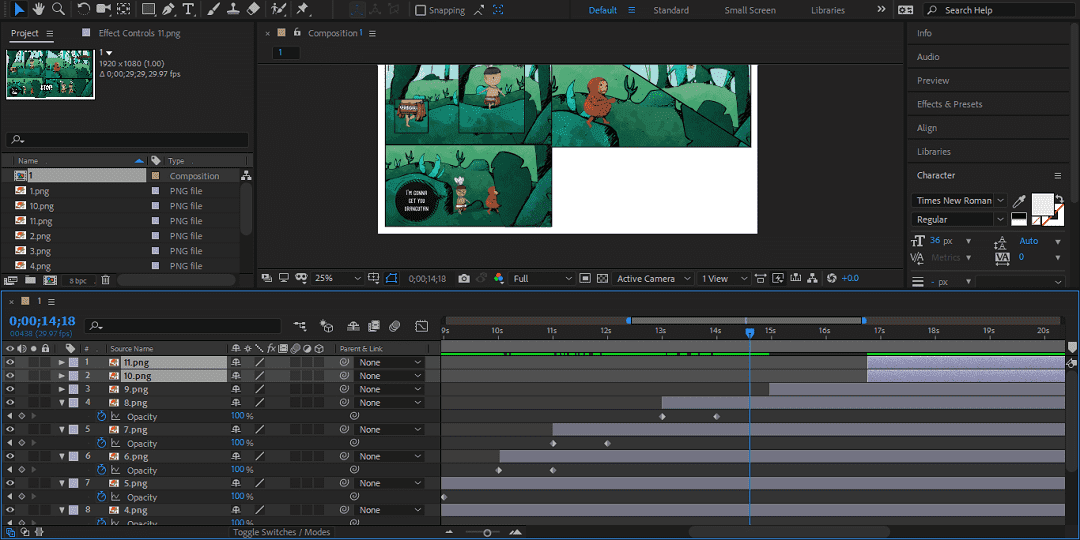 Snapping
Default
Standard
Small Screen
Libraries
Search Help
Project
Effect Controls 11.png
Composition 1
Info
1
1920 x 1080 (1.00)
Δ 0;00;29;29, 29.97 fps
1
Audio
Preview
Effects & Presets
Align
Libraries
Name
Type
Character
1
Composition
1.png
PNG file
10.png
PNG file
11.png
PNG file
2.png
PNG file
3.png
PNG file
4.png
PNG file
I'M GONNA
GET YOU
ORANGUTAN
Times New Roman
Regular
36 px
Auto
Metrics
0
- px
8 bpc
25%
0;00;14;18
Full
Active Camera
1 View
+0.0
1
0;00;14;18
00438 (29.97 fps)
9s
10s
11s
12s
13s
14s
15s
16s
17s
18s
19s
20s
#
Source Name
Parent & Link
1
11.png
None
2
10.png
None
3
9.png
None
4
8.png
None
Opacity
100 %
5
7.png
None
Opacity
100 %
6
6.png
None
Opacity
100 %
7
5.png
None
Opacity
100 %
8
4.png
None
Opacity
100 %
Toggle Switches / Modes